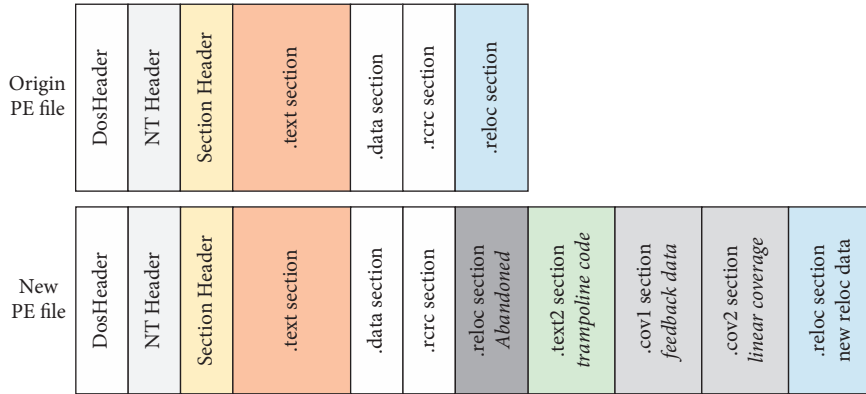 Origin
PE file
DosHeader
NT Header
Section Header
.text section
.data section
.rcrc section
.reloc section
New
PE file
DosHeader
NT Header
Section Header
.text section
.data section
.rcrc section
.reloc section
Abandoned
.text2 section
trampoline code
.cov1 section
feedback data
.cov2 section
linear coverage
.reloc section
new reloc data